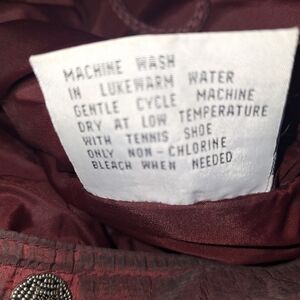 MACHINE WASH
IN LUKEWARM WATER
GENTLE CYCLE MACHINE
DRY AT LOW TEMPERATURE
WITH TENNIS SHOE
ONLY NON-CHLORINE
BLEACH WHEN NEEDED